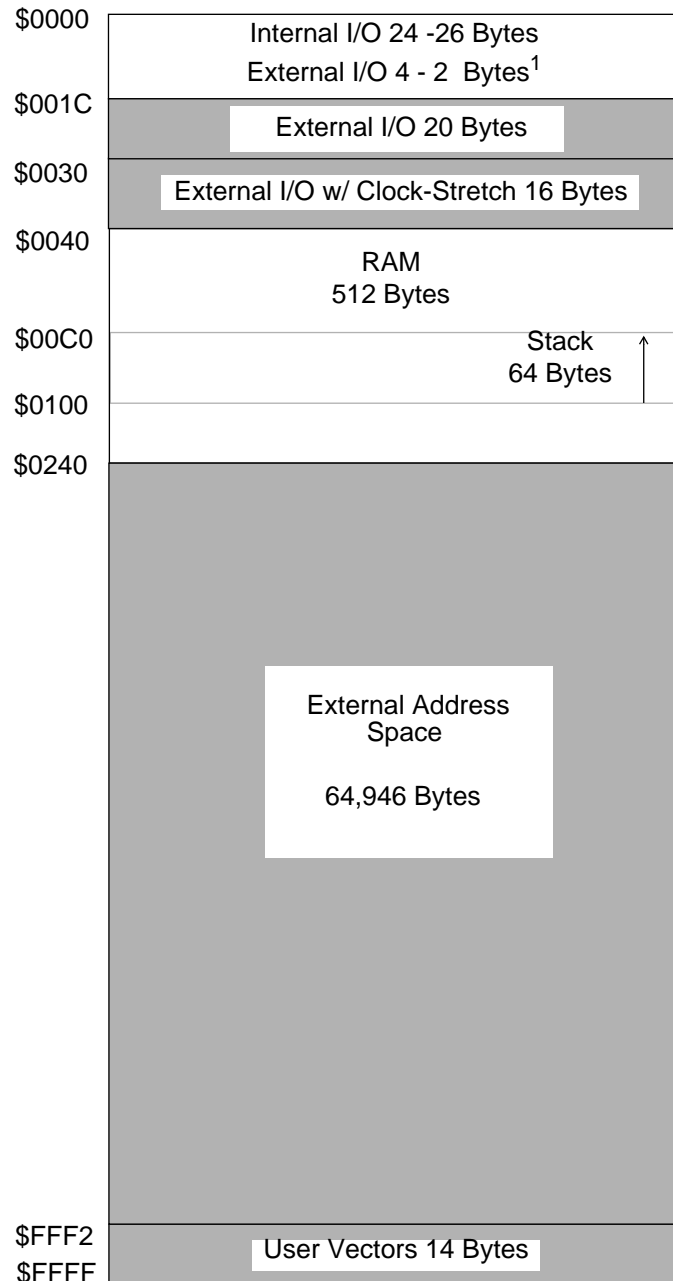 $0000
Internal I/O 24 -26 Bytes
External I/O 4 - 2 Bytes1
$001C
External I/O 20 Bytes
$0030
External I/O w/ Clock-Stretch 16 Bytes
$0040
RAM
512 Bytes
$00C0
Stack
64 Bytes
$0100
$0240
External Address
Space
64,946 Bytes
$FFF2
User Vectors 14 Bytes
$FFFF